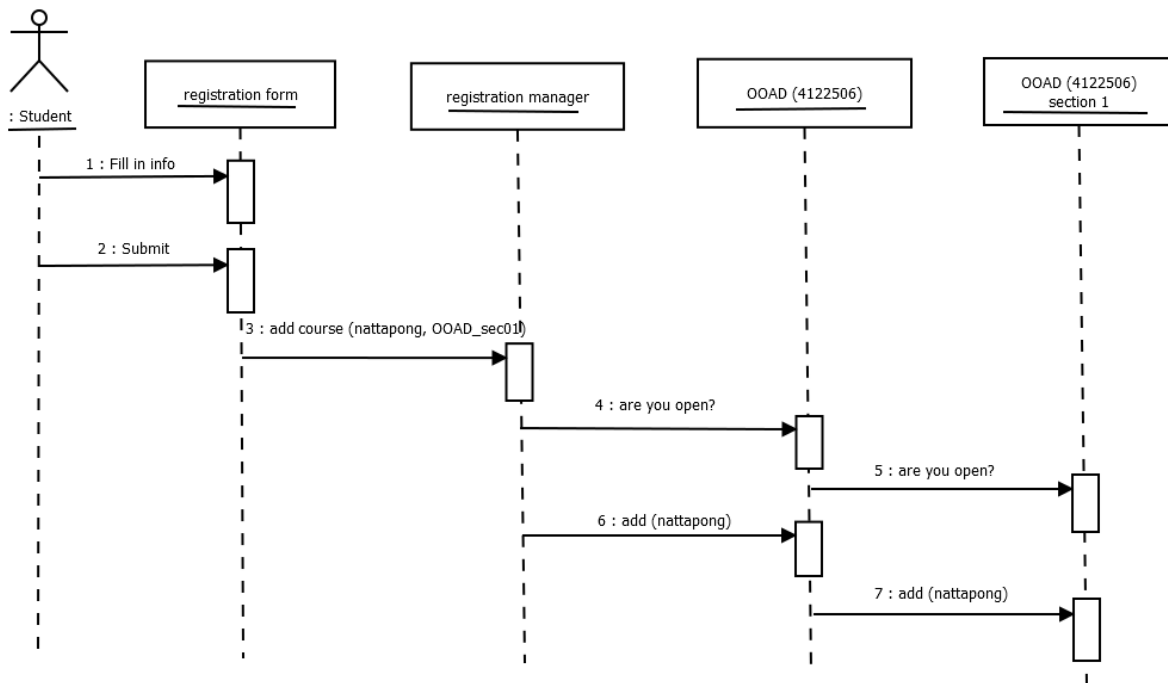 : Student
registration form
registration manager
OOAD (4122506)
OOAD (4122506)
section 1
1 : Fill in info
2 : Submit
3 : add course (nattapong, OOAD_sec01)
4 : are you open?
5 : are you open?
6 : add (nattapong)
7 : add (nattapong)